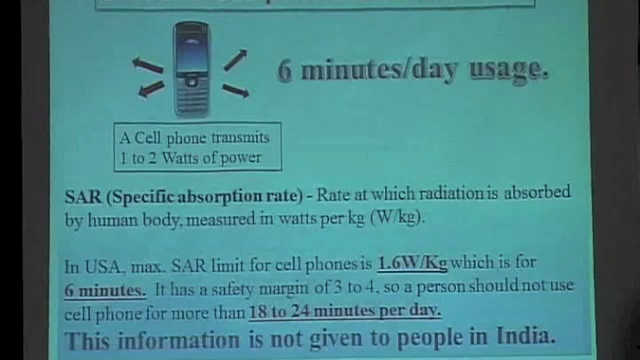 6 minutes/day usage.
A Cell phone transmits
1 to 2 Watts of power
SAR (Specific absorption rate) - Rate at which radiation is absorbed
by human body, measured in watts per kg (W/kg).
In USA, max. SAR limit for cell phones is 1.6W/Kg which is for
6 minutes. It has a safety margin of 3 to 4, so a person should not use
cell phone for more than 18 to 24 minutes per day.
This information is not given to people in India.